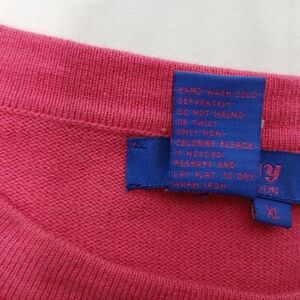 HAND WASH COLD
SEPARATELY
DO NOT WRING
OR TWIST
ONLY NON-
CHLORINE BLEACH
IF NEEDED
RESHAPE AND
LAY FLAT TO DRY
WARM IRON
XL